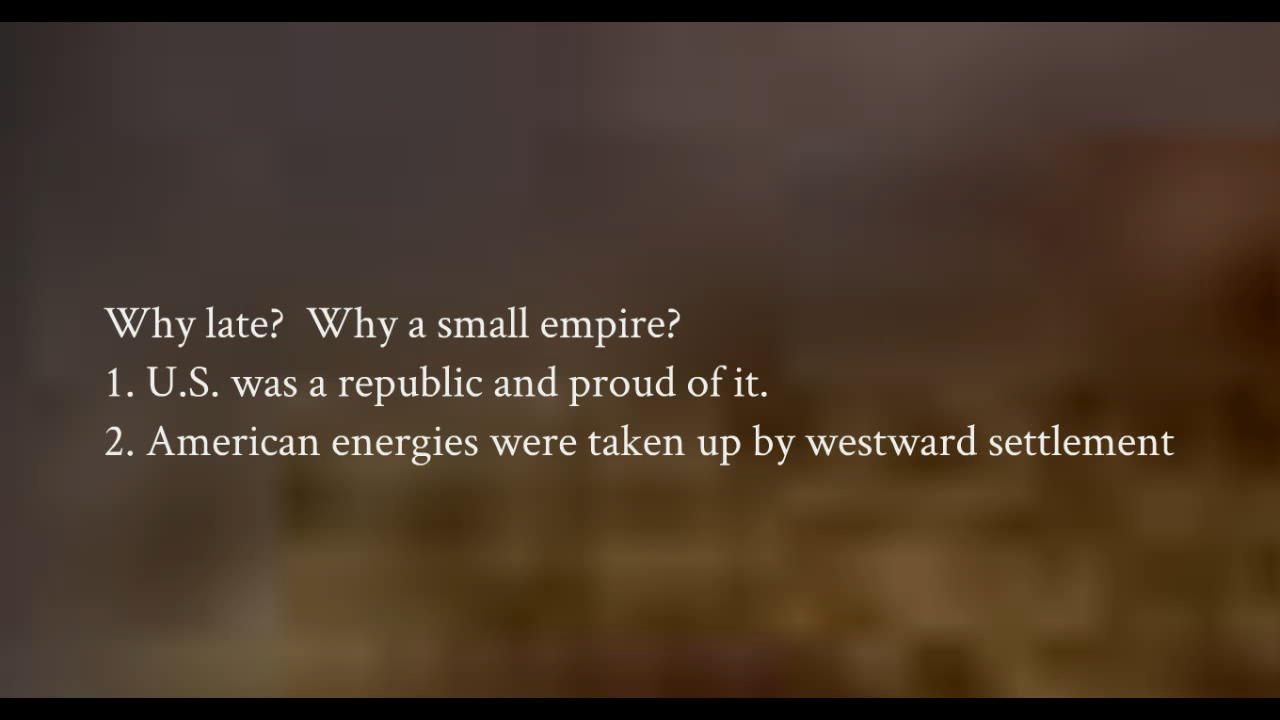 Why late?  Why a small empire?
1. U.S. was a republic and proud of it.
2. American energies were taken up by westward settlement